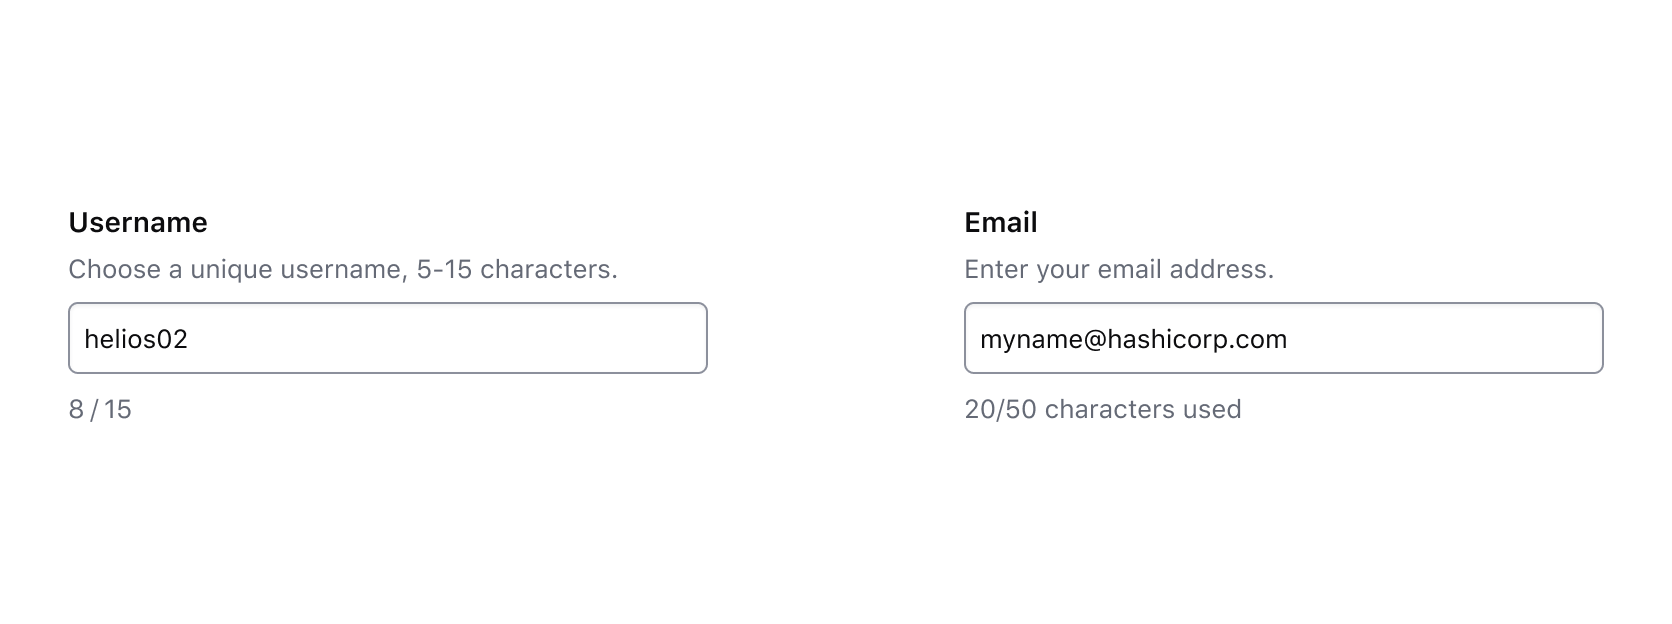 Username
Choose a unique username, 5-15 characters.
helios02
8 / 15
Email
Enter your email address.
myname@hashicorp.com
20/50 characters used